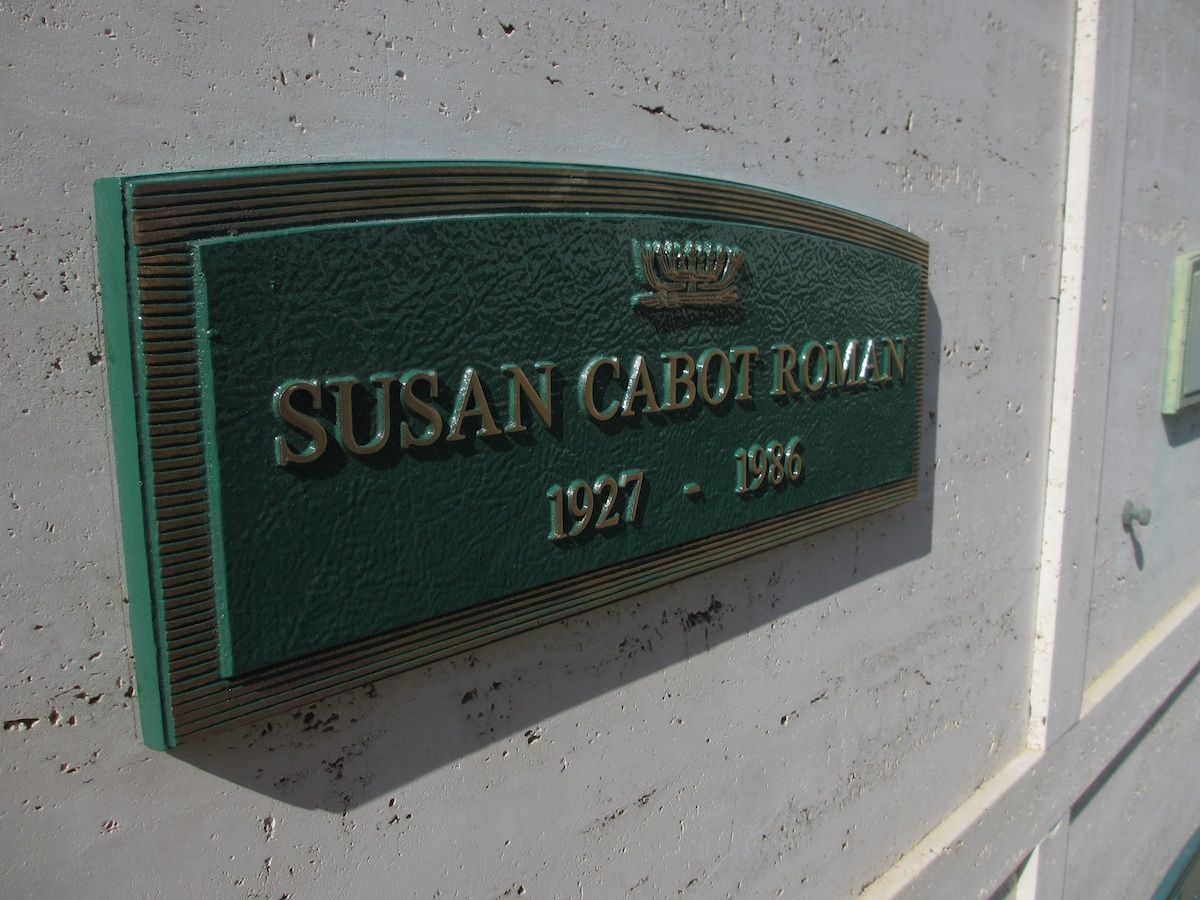 SUSAN CABOT ROMAN
1927 - 1986